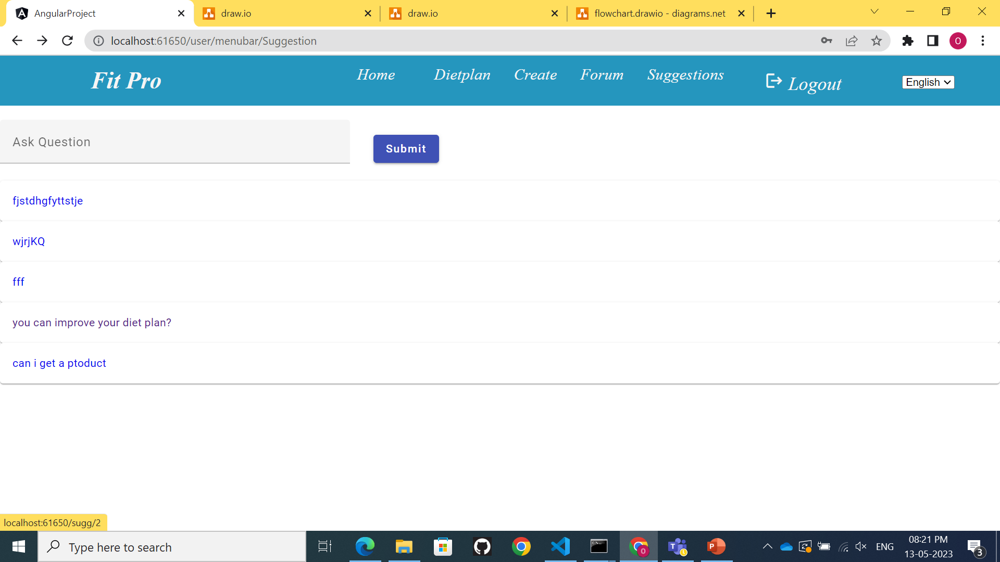 AngularProject
draw.io
draw.io
flowchart.drawio - diagrams.net
localhost:61650/user/menubar/Suggestion
O
Fit Pro
Home
Dietplan
Create
Forum
Suggestions
Logout
English
Ask Question
Submit
fjstdhgfyttstje
wjrjKQ
fff
you can improve your diet plan?
can i get a ptoduct
localhost:61650/sugg/2
Type here to search
ENG
08:21 PM
13-05-2023
3